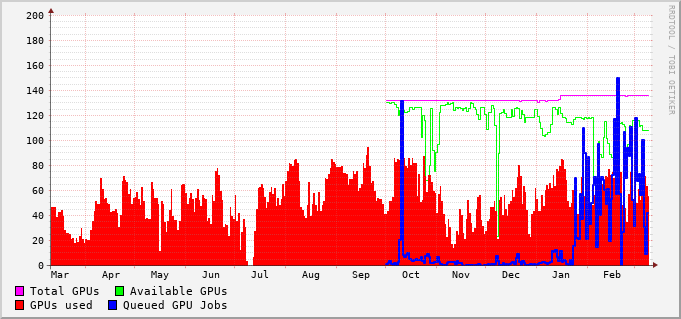 200
180
160
140
120
100
80
60
40
20
0
Mar Apr May Jun Jul Aug Sep Oct Nov Dec Jan Feb
Total GPUs Available GPUs
GPUs used Queued GPU Jobs
RRDTOOL / TOBI OETIKER